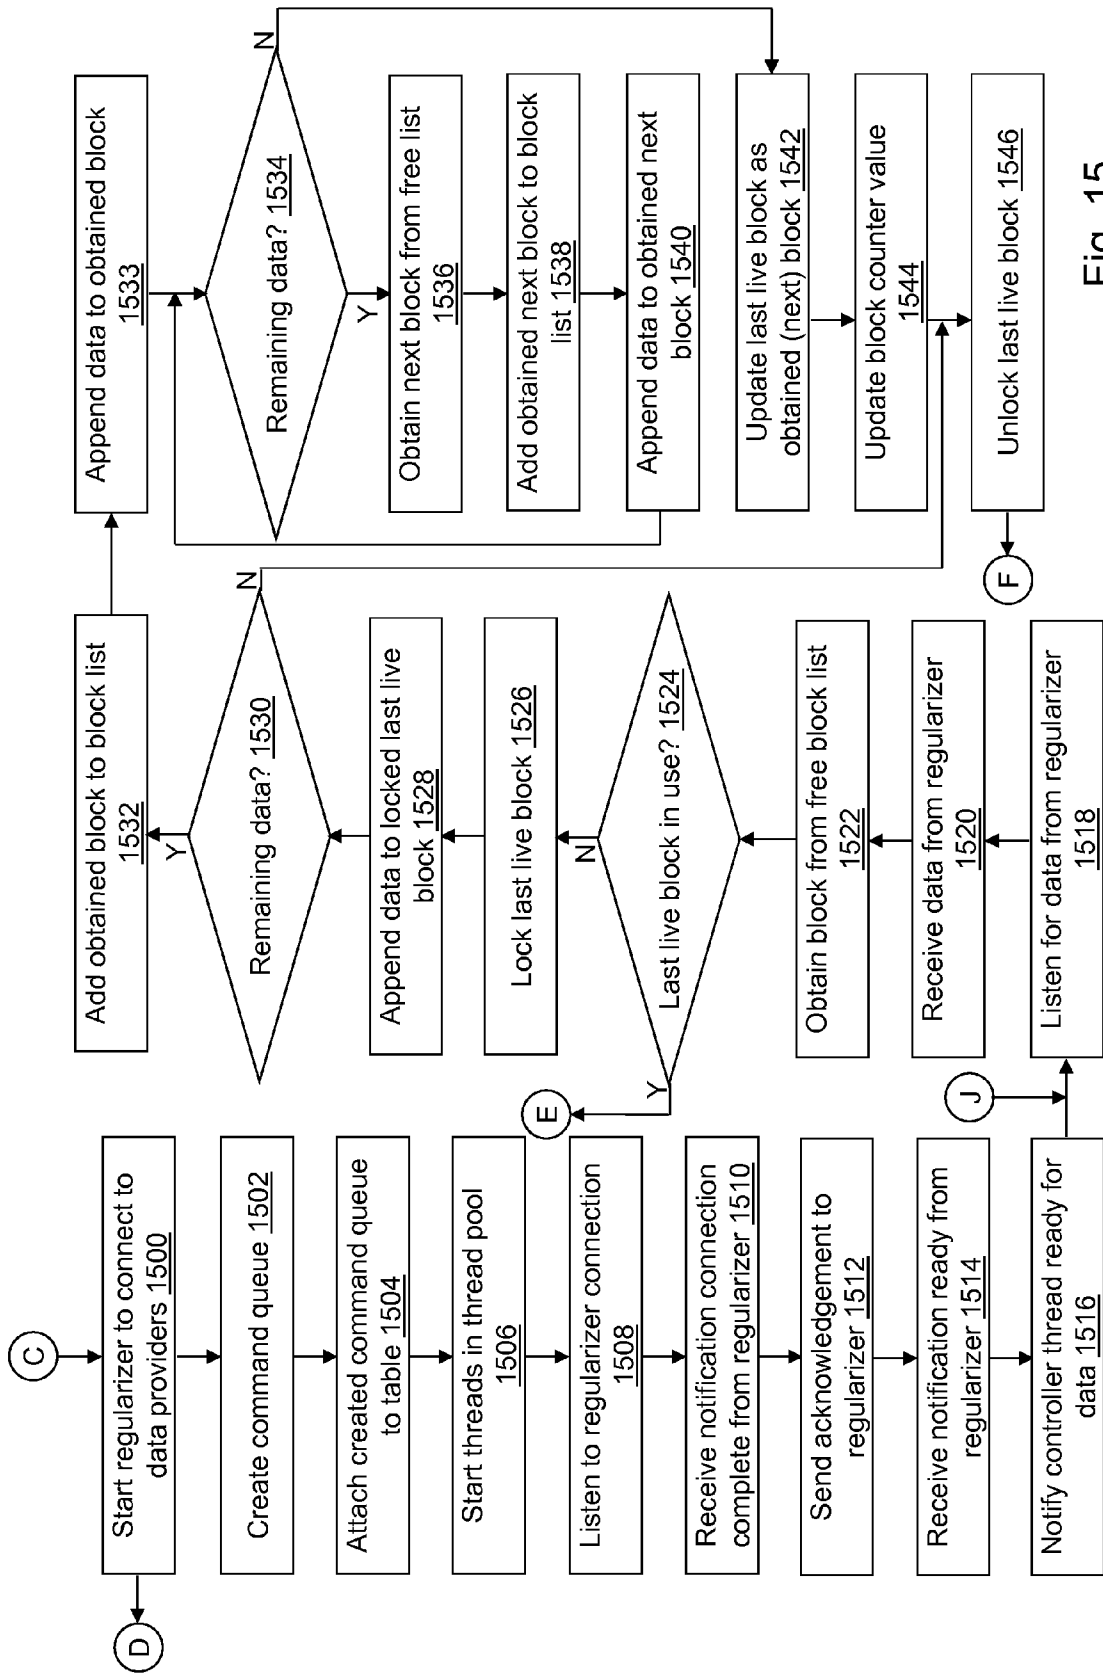 C
D
Start regularizer to connect to
data providers 1500
Create command queue 1502
Attach created command queue
to table 1504
Start threads in thread pool
1506
Listen to regularizer connection
1508
Receive notification connection
complete from regularizer 1510
Send acknowledgement to
regularizer 1512
Receive notification ready from
regularizer 1514
Notify controller thread ready for
data 1516
J
Listen for data from regularizer
1518
Receive data from regularizer
1520
Obtain block from free block list
1522
Last live block in use? 1524
Y
E
N
Lock last live block 1526
Append data to locked last live
block 1528
Remaining data? 1530
N
Y
Add obtained block to block list
1532
Append data to obtained block
1533
Remaining data? 1534
N
Y
Obtain next block from free list
1536
Add obtained next block to block
list 1538
Append data to obtained next
block 1540
Update last live block as
obtained (next) block 1542
Update block counter value
1544
Unlock last live block 1546
F
Fig. 15